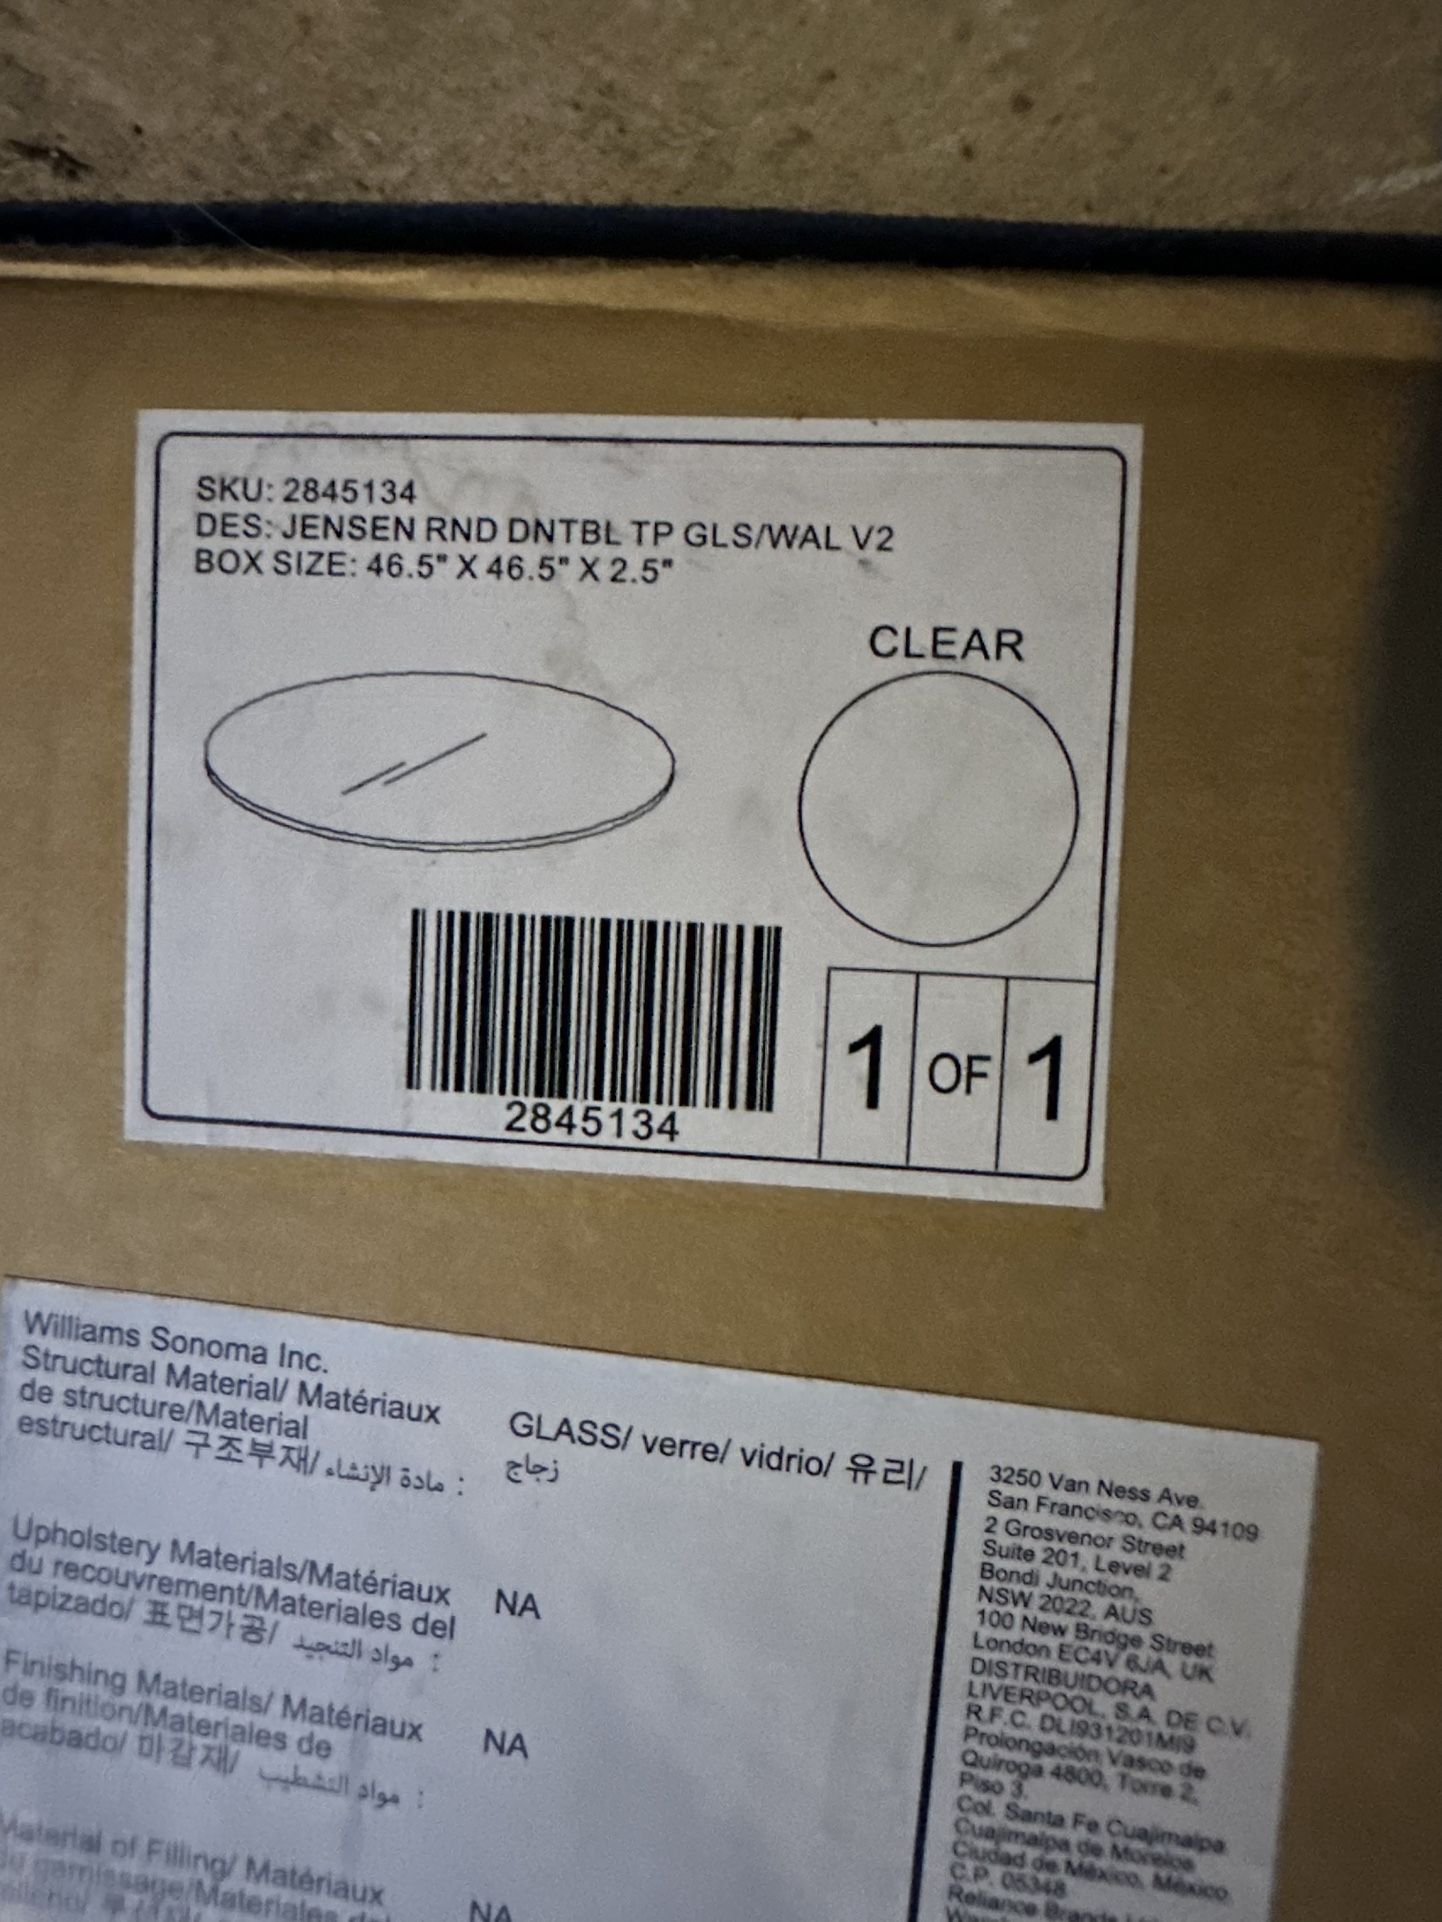 SKU: 2845134
DES: JENSEN RND DNTBL TP GLS/WAL V2
BOX SIZE: 46.5" X 46.5" X 2.5"
CLEAR
2845134
1 OF 1
Williams Sonoma Inc.
Structural Material/ Matériaux
de structure/Material
estructural/ 구조부재/ مادة الإنشاء :
GLASS/ verre/ vidrio/ 유리/
زجاج
Upholstery Materials/Matériaux
du recouvrement/Materiales del
tapizado/ 표면가공/ مواد التنجيد :
NA
Finishing Materials/ Matériaux
de finition/Materiales de
acabado/ 마감재/ مواد التشطيب :
NA
Material of Filling/ Matériaux
du garnissage/Materiales del
NA
3250 Van Ness Ave.
San Francisco, CA 94109
2 Grosvenor Street
Suite 201, Level 2
Bondi Junction,
NSW 2022, AUS
100 New Bridge Street
London EC4V 6JA, UK
DISTRIBUIDORA
LIVERPOOL, S.A. DE C.V.
R.F.C. DLI931201MI9
Prolongación Vasco de
Quiroga 4800, Torre 2,
Piso 3,
Col. Santa Fe Cuajimalpa
Cuajimalpa de Morelos
Ciudad de México, México
C.P. 05348
Reliance Brands